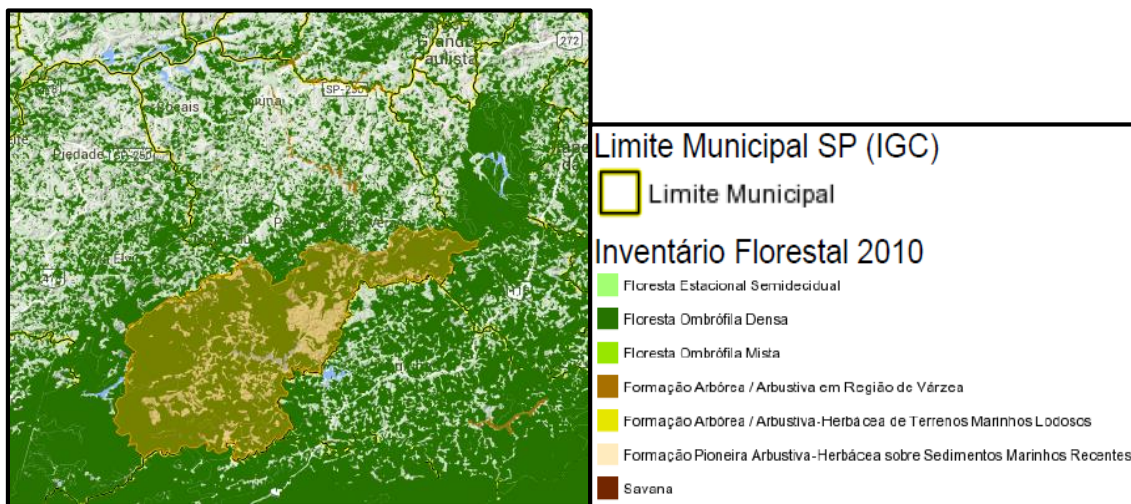 Grande
Paulista
272
SP-250
Piedade
Limite Municipal SP (IGC)
Limite Municipal
Inventário Florestal 2010
Floresta Estacional Semidecidual
Floresta Ombrófila Densa
Floresta Ombrófila Mista
Formação Arbórea / Arbustiva em Região de Várzea
Formação Arbórea / Arbustiva-Herbácea de Terrenos Marinhos Lodosos
Formação Pioneira Arbustiva-Herbácea sobre Sedimentos Marinhos Recentes
Savana